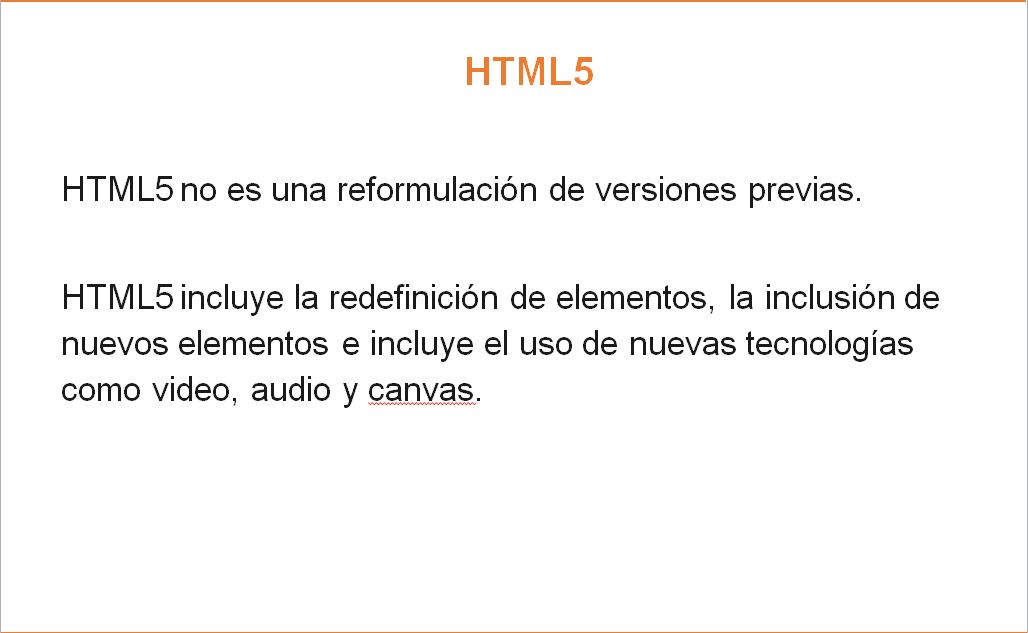 HTML5
HTML5 no es una reformulación de versiones previas.
HTML5 incluye la redefinición de elementos, la inclusión de
nuevos elementos e incluye el uso de nuevas tecnologías
como video, audio y canvas.